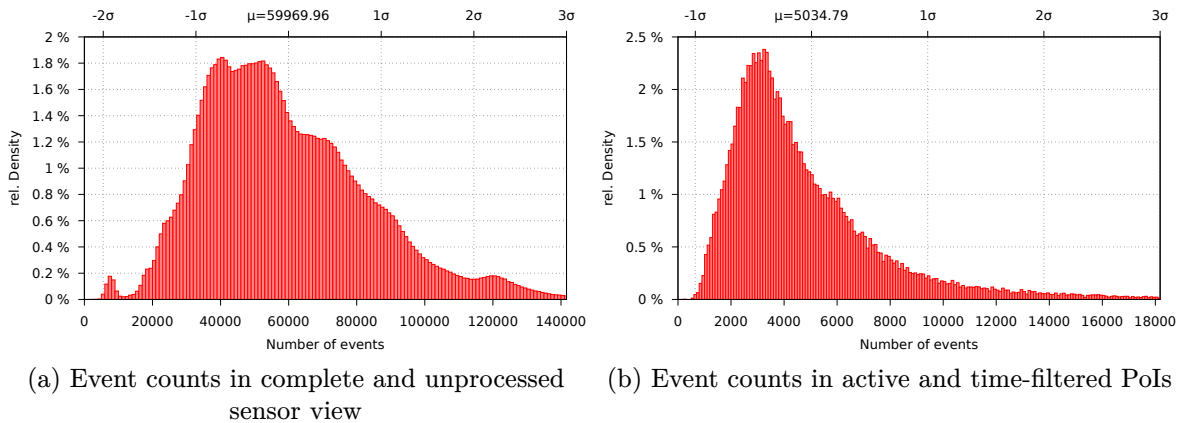 -2σ -1σ μ=59969.96 1σ 2σ 3σ
2 %
1.8 %
1.6 %
1.4 %
1.2 %
1 %
0.8 %
0.6 %
0.4 %
0.2 %
0 %
rel. Density
0 20000 40000 60000 80000 100000 120000 140000
Number of events
(a) Event counts in complete and unprocessed
sensor view
-1σ μ=5034.79 1σ 2σ 3σ
2.5 %
2 %
1.5 %
1 %
0.5 %
0 %
rel. Density
0 2000 4000 6000 8000 10000 12000 14000 16000 18000
Number of events
(b) Event counts in active and time-filtered PoIs